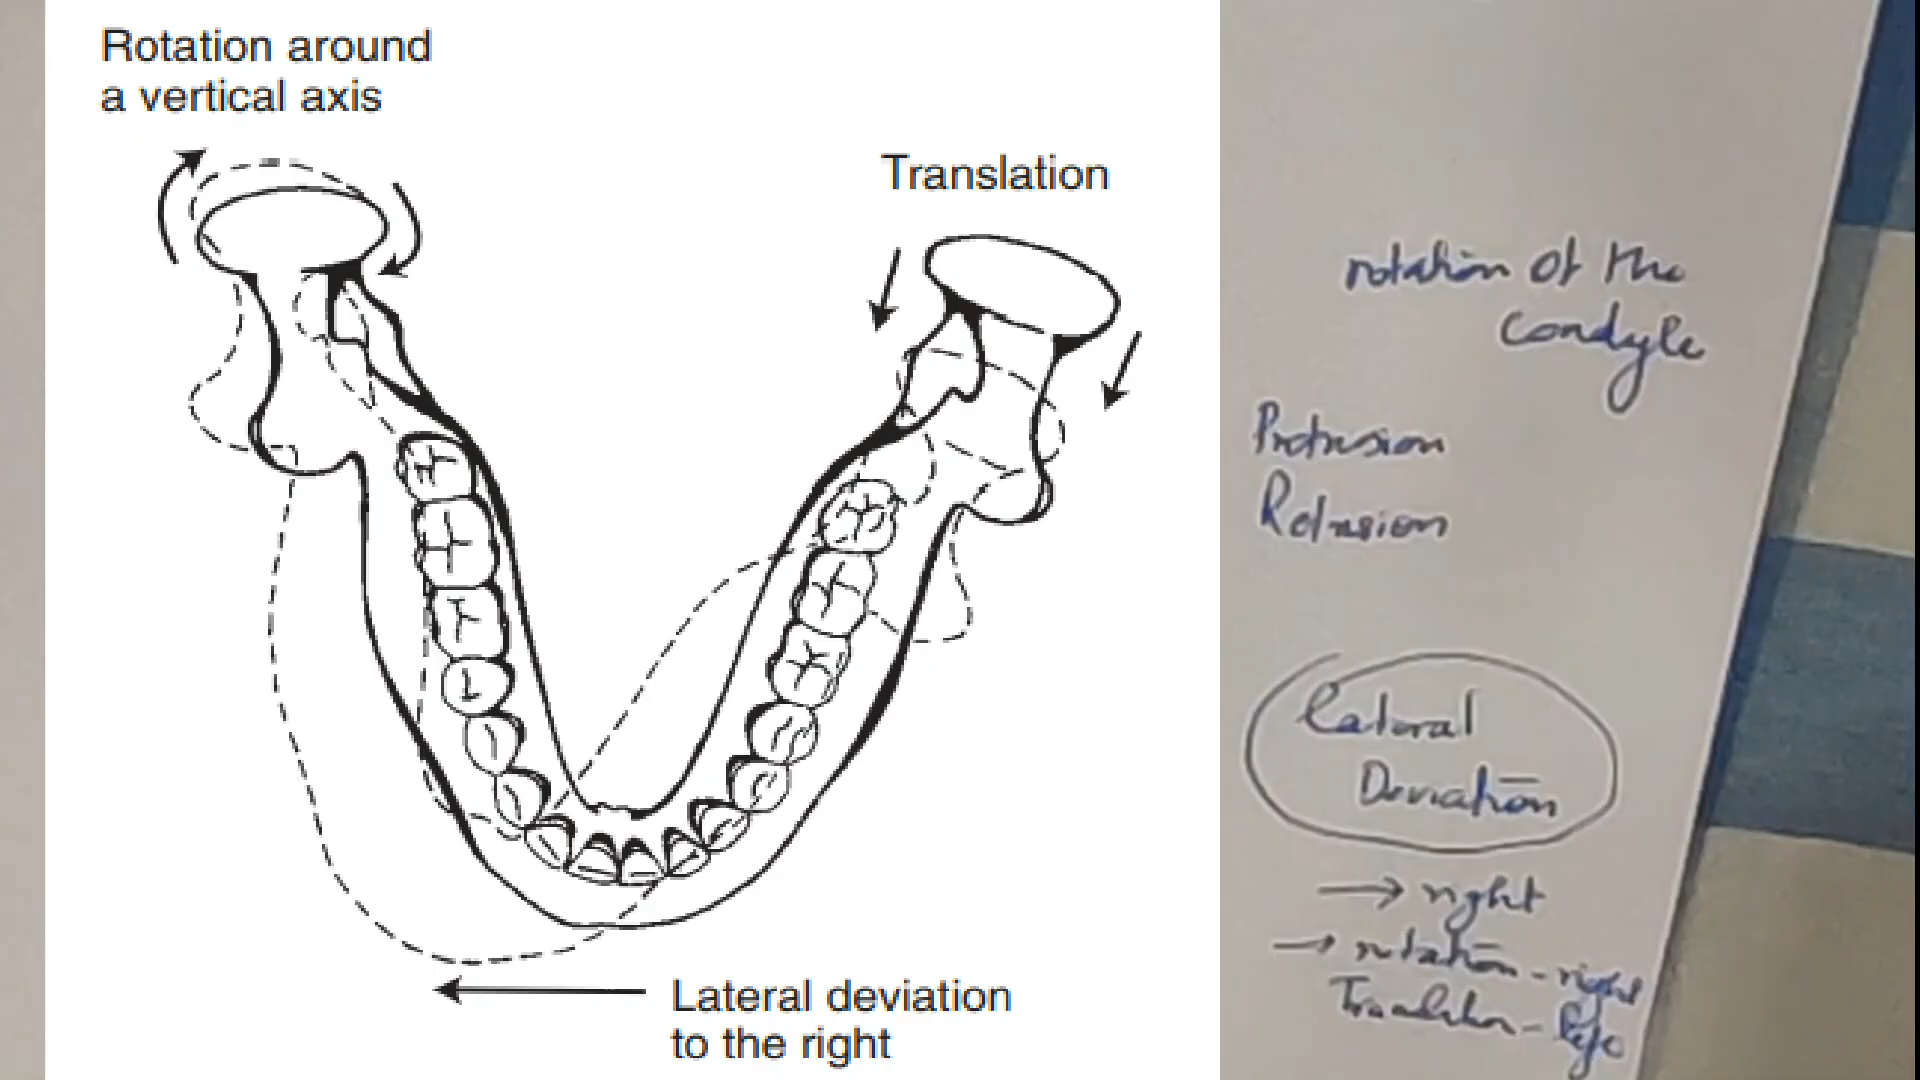 Rotation around
a vertical axis
Translation
Lateral deviation
to the right
rotation of the
condyle
Protrusion
Retrusion
Lateral
Deviation
→ right
→ rotation - right
Translation - left